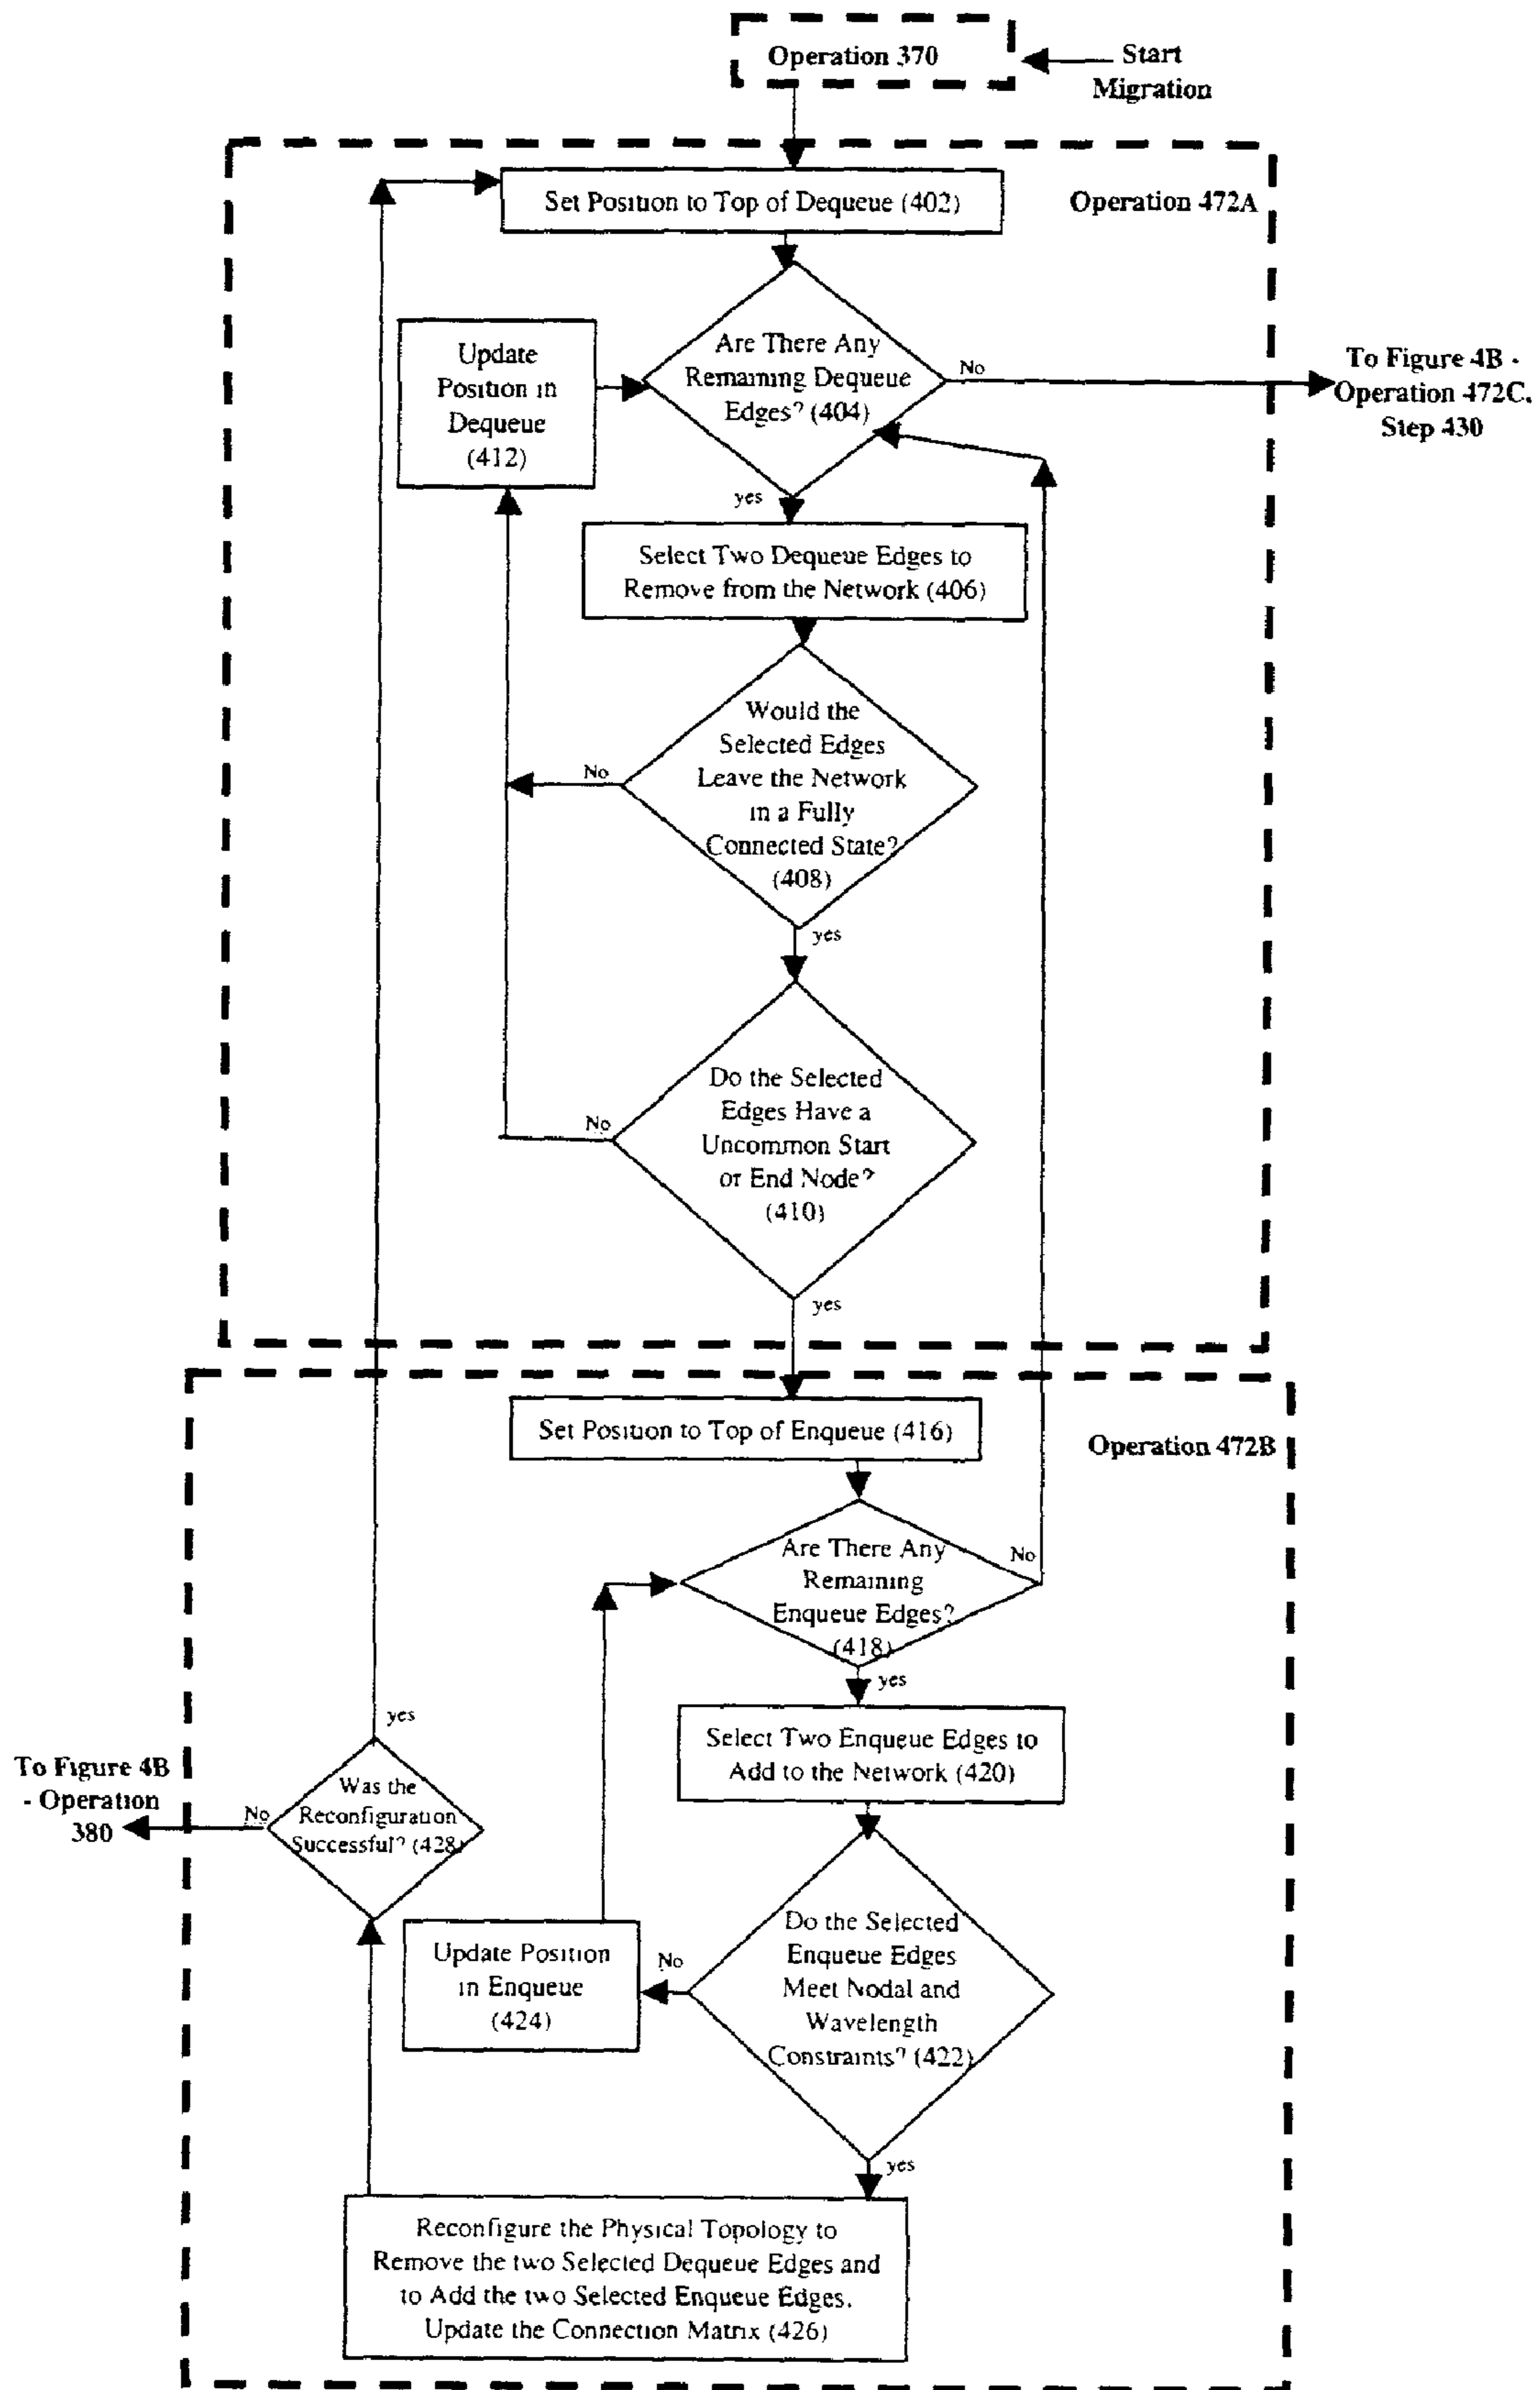 Operation 370
Start
Migration
Set Position to Top of Dequeue (402)
Operation 472A
Update
Position in
Dequeue
(412)
Are There Any
Remaining Dequeue
Edges? (404)
No
To Figure 4B -
Operation 472C,
Step 430
yes
Select Two Dequeue Edges to
Remove from the Network (406)
Would the
Selected Edges
Leave the Network
in a Fully
Connected State?
(408)
No
yes
Do the Selected
Edges Have a
Uncommon Start
or End Node?
(410)
No
yes
Set Position to Top of Enqueue (416)
Operation 472B
Are There Any
Remaining
Enqueue Edges?
(418)
No
yes
Select Two Enqueue Edges to
Add to the Network (420)
yes
To Figure 4B
- Operation
380
No
Was the
Reconfiguration
Successful? (428)
Update Position
in Enqueue
(424)
No
Do the Selected
Enqueue Edges
Meet Nodal and
Wavelength
Constraints? (422)
yes
Reconfigure the Physical Topology to
Remove the two Selected Dequeue Edges and
to Add the two Selected Enqueue Edges.
Update the Connection Matrix (426)